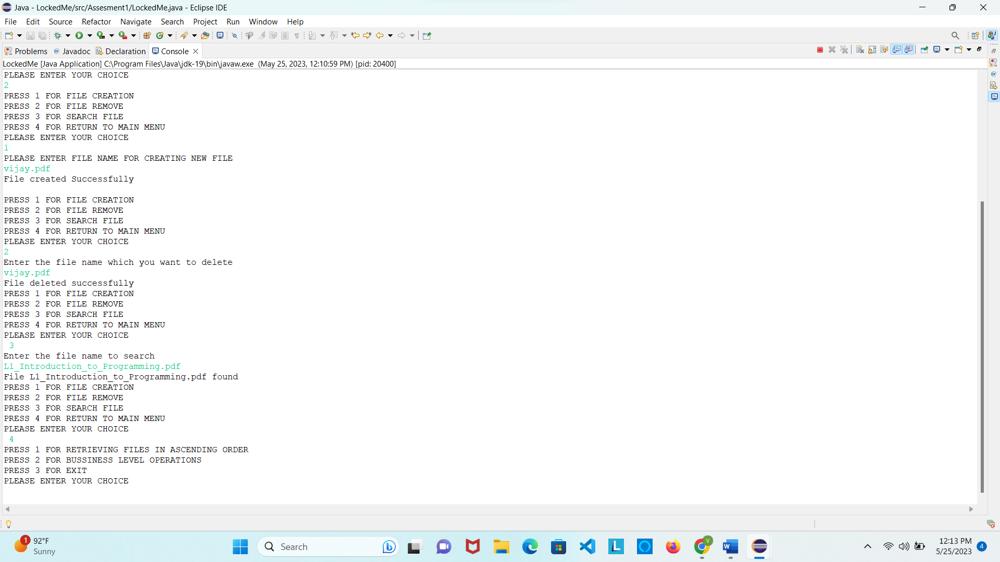 Java - LockedMe/src/Assesment1/LockedMe.java - Eclipse IDE
File Edit Source Refactor Navigate Search Project Run Window Help
Problems @ Javadoc Declaration Console
LockedMe [Java Application] C:\Program Files\Java\jdk-19\bin\javaw.exe (May 25, 2023, 12:10:59 PM) [pid: 20400]
PLEASE ENTER YOUR CHOICE
2
PRESS 1 FOR FILE CREATION
PRESS 2 FOR FILE REMOVE
PRESS 3 FOR SEARCH FILE
PRESS 4 FOR RETURN TO MAIN MENU
PLEASE ENTER YOUR CHOICE
1
PLEASE ENTER FILE NAME FOR CREATING NEW FILE
vijay.pdf
File created Successfully
PRESS 1 FOR FILE CREATION
PRESS 2 FOR FILE REMOVE
PRESS 3 FOR SEARCH FILE
PRESS 4 FOR RETURN TO MAIN MENU
PLEASE ENTER YOUR CHOICE
2
Enter the file name which you want to delete
vijay.pdf
File deleted successfully
PRESS 1 FOR FILE CREATION
PRESS 2 FOR FILE REMOVE
PRESS 3 FOR SEARCH FILE
PRESS 4 FOR RETURN TO MAIN MENU
PLEASE ENTER YOUR CHOICE
3
Enter the file name to search
L1_Introduction_to_Programming.pdf
File L1_Introduction_to_Programming.pdf found
PRESS 1 FOR FILE CREATION
PRESS 2 FOR FILE REMOVE
PRESS 3 FOR SEARCH FILE
PRESS 4 FOR RETURN TO MAIN MENU
PLEASE ENTER YOUR CHOICE
4
PRESS 1 FOR RETRIEVING FILES IN ASCENDING ORDER
PRESS 2 FOR BUSSINESS LEVEL OPERATIONS
PRESS 3 FOR EXIT
PLEASE ENTER YOUR CHOICE
1 92°F
Sunny
Search
V
12:13 PM
5/25/2023
4